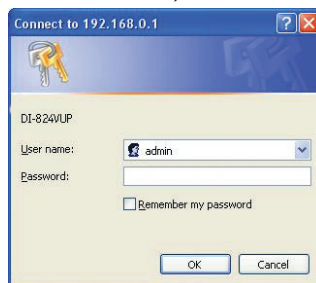 Connect to 192.168.0.1
DI-824VUP
User name:
admin
Password:
Remember my password
OK
Cancel